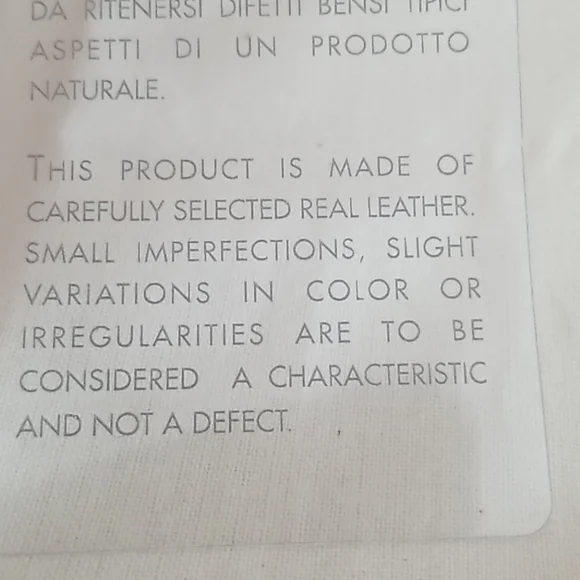 DA RITENERSI DIFETTI BENSÌ TIPICI
ASPETTI DI UN PRODOTTO
NATURALE.
THIS PRODUCT IS MADE OF
CAREFULLY SELECTED REAL LEATHER.
SMALL IMPERFECTIONS, SLIGHT
VARIATIONS IN COLOR OR
IRREGULARITIES ARE TO BE
CONSIDERED A CHARACTERISTIC
AND NOT A DEFECT.